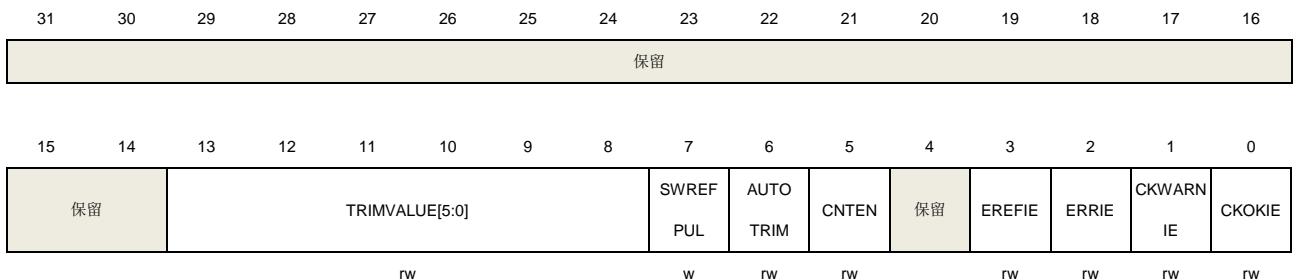 31 30 29 28 27 26 25 24 23 22 21 20 19 18 17 16
保留
15 14 13 12 11 10 9 8 7 6 5 4 3 2 1 0
保留 TRIMVALUE[5:0] SWREF PUL AUTO TRIM CNTEN 保留 EREFIE ERRIE CKWARN IE CKOKIE
rw w rw rw rw rw rw rw